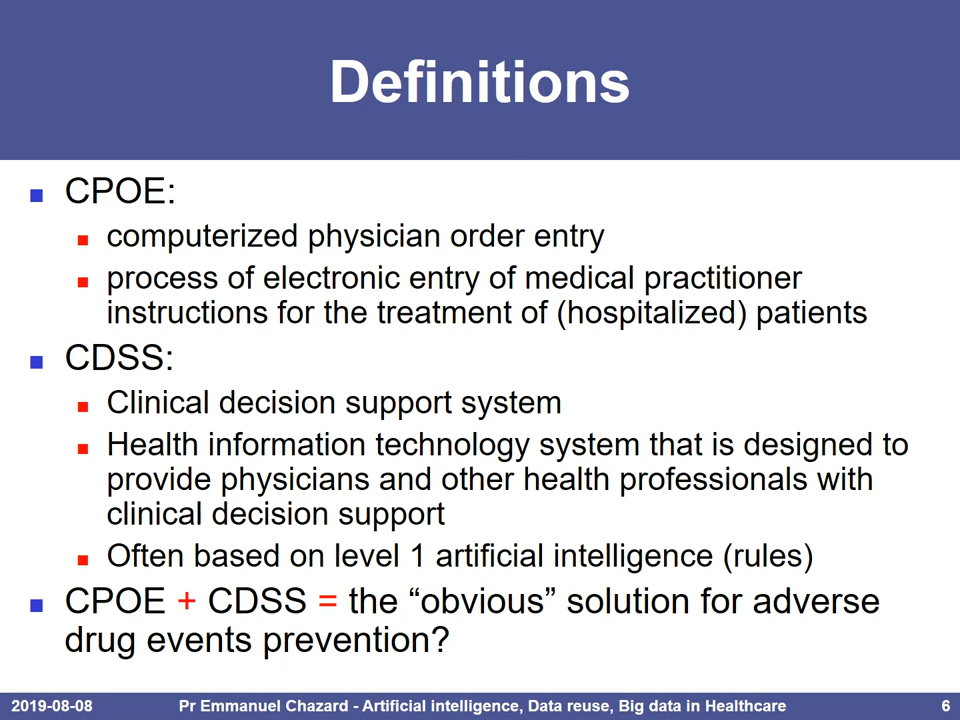 Definitions
CPOE:
computerized physician order entry
process of electronic entry of medical practitioner
instructions for the treatment of (hospitalized) patients
CDSS:
Clinical decision support system
Health information technology system that is designed to
provide physicians and other health professionals with
clinical decision support
Often based on level 1 artificial intelligence (rules)
CPOE + CDSS = the “obvious” solution for adverse
drug events prevention?
2019-08-08 Pr Emmanuel Chazard - Artificial intelligence, Data reuse, Big data in Healthcare 6